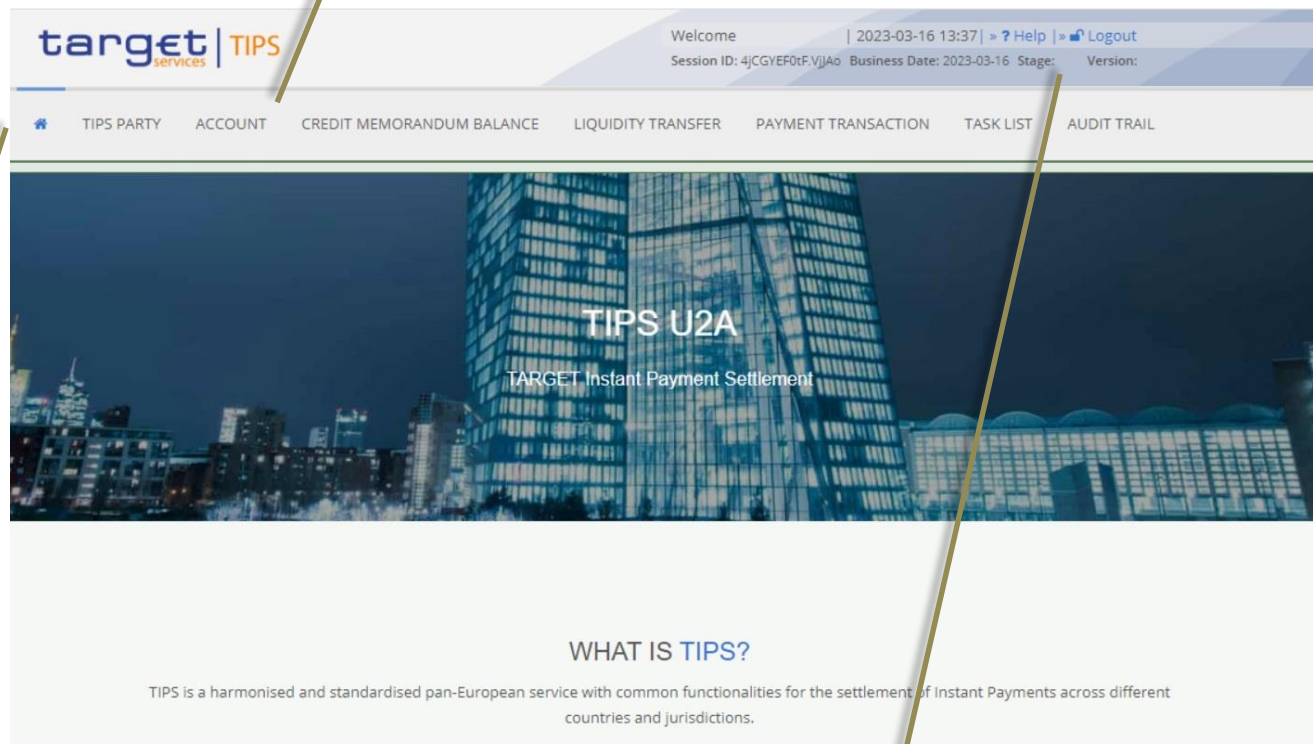 target | TIPS
services
Welcome | 2023-03-16 13:37| » ? Help |» Logout
Session ID: 4jCGYEF0tF.VjJAo Business Date: 2023-03-16 Stage: Version:
TIPS PARTY ACCOUNT CREDIT MEMORANDUM BALANCE LIQUIDITY TRANSFER PAYMENT TRANSACTION TASK LIST AUDIT TRAIL
TIPS U2A
TARGET Instant Payment Settlement
WHAT IS TIPS?
TIPS is a harmonised and standardised pan-European service with common functionalities for the settlement of Instant Payments across different
countries and jurisdictions.